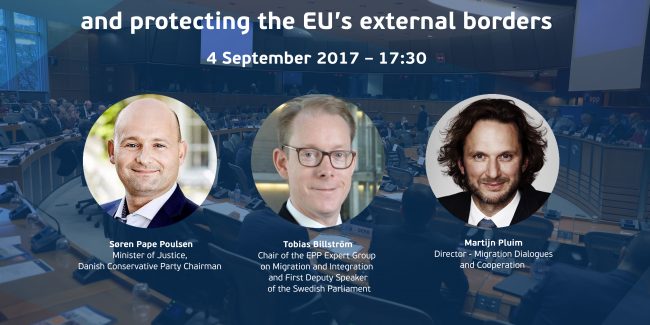 and protecting the EU's external borders
4 September 2017 – 17:30
Søren Pape Poulsen
Minister of Justice,
Danish Conservative Party Chairman
Tobias Billström
Chair of the EPP Expert Group
on Migration and Integration
and First Deputy Speaker
of the Swedish Parliament
Martijn Pluim
Director - Migration Dialogues
and Cooperation
epp